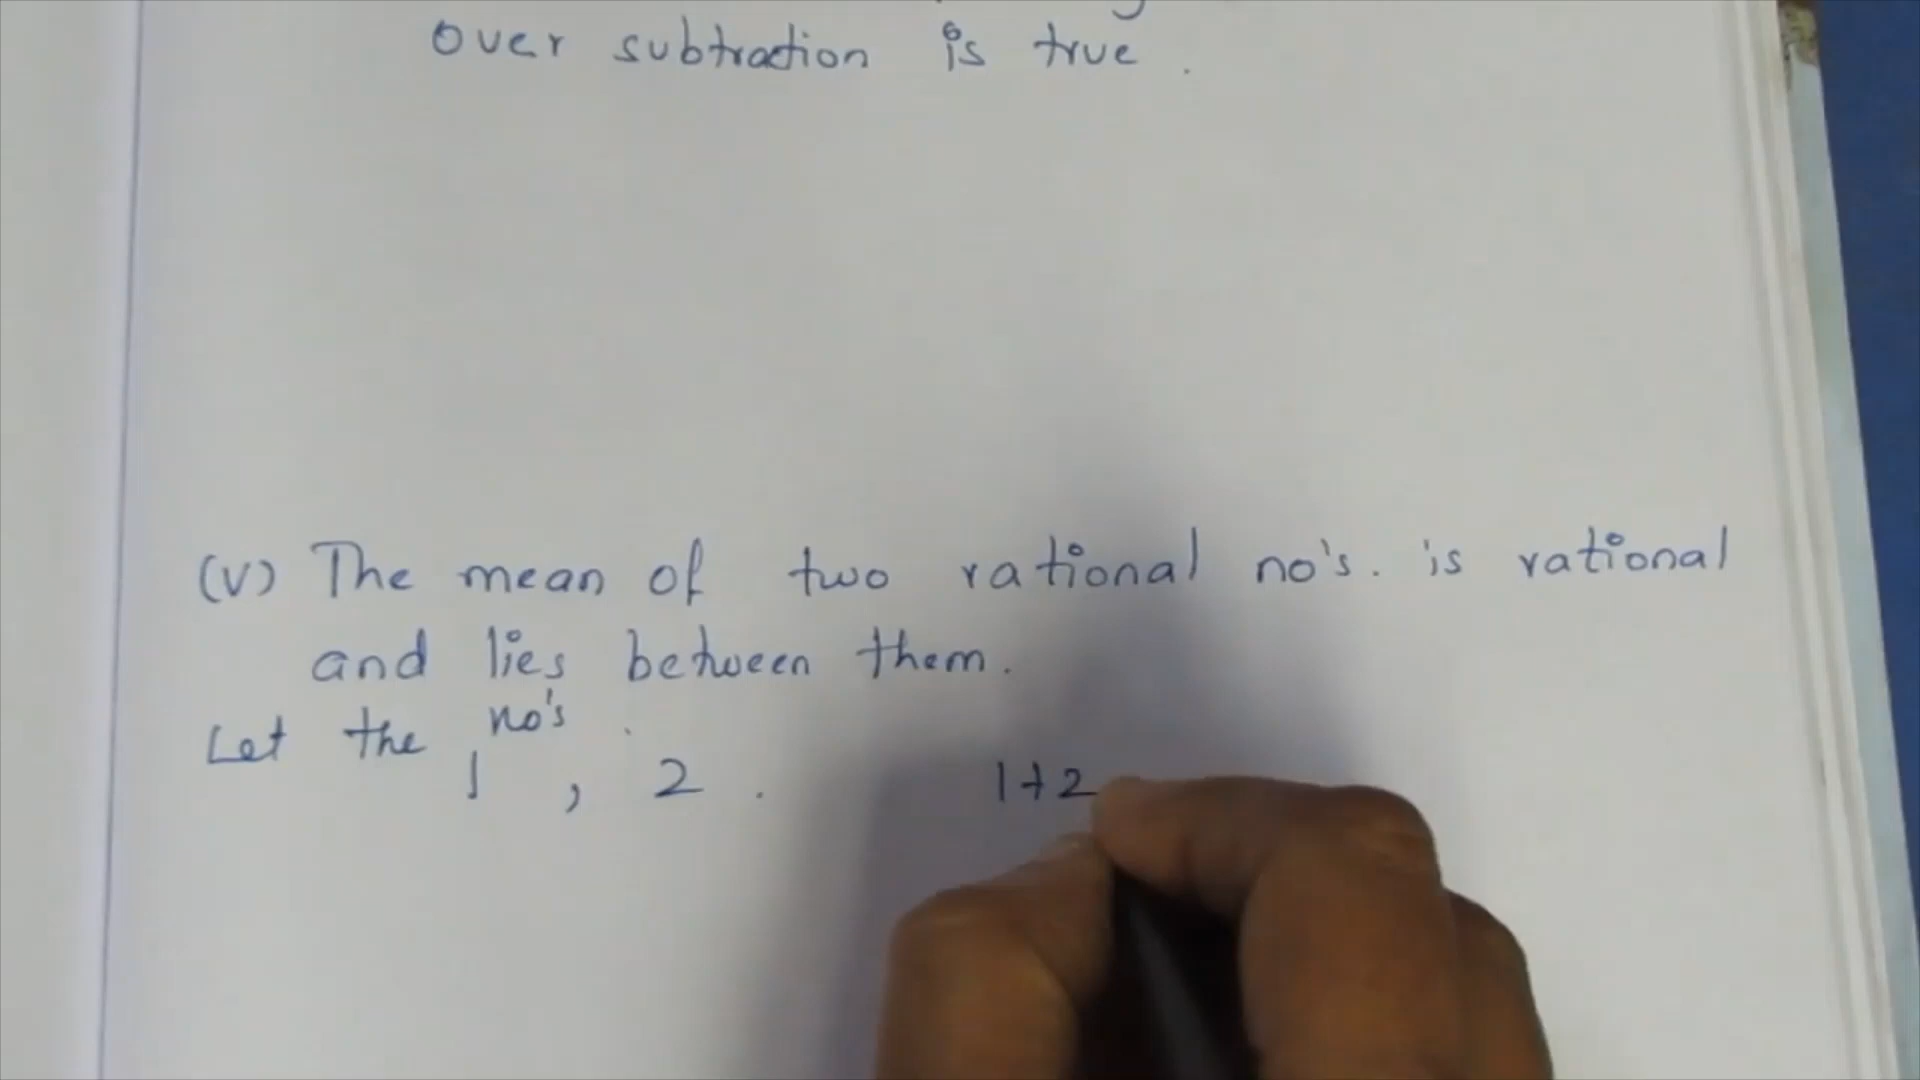 over subtraction is true.
(v) The mean of two rational no's. is rational
and lies between them.
Let the no's.
1, 2. 1+2